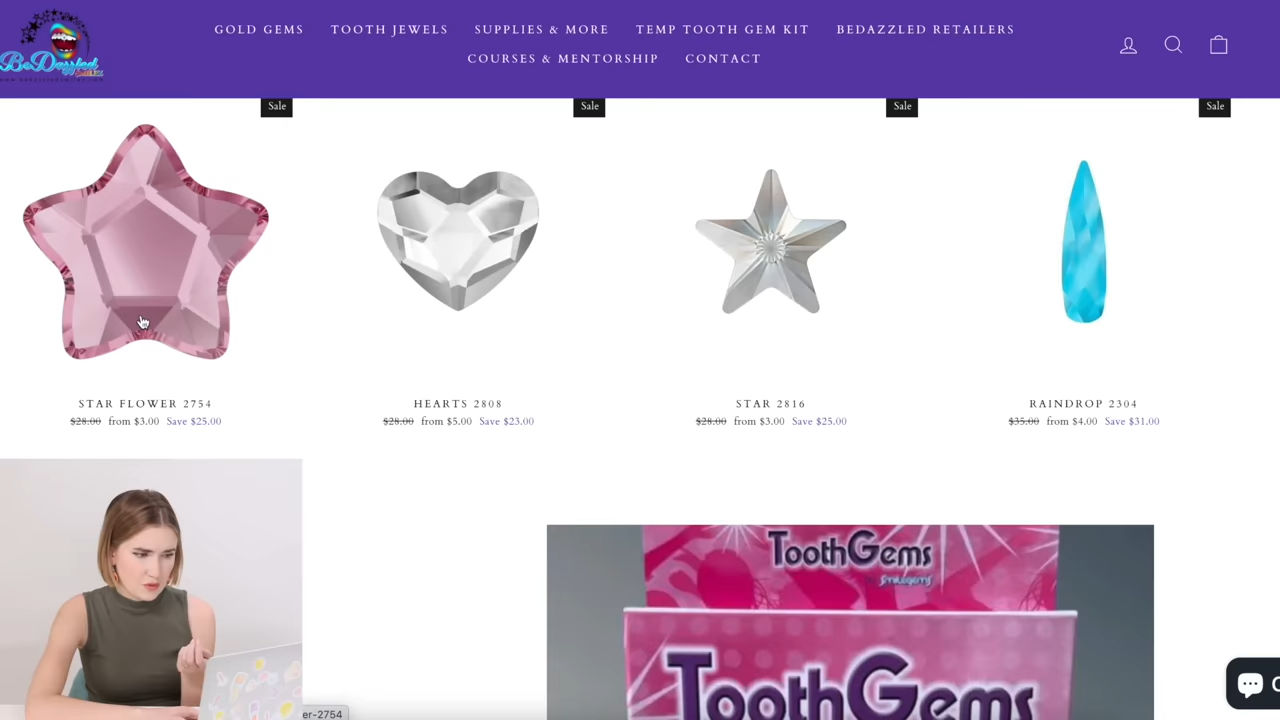 GOLD GEMS TOOTH JEWELS SUPPLIES & MORE TEMP TOOTH GEM KIT BEDAZZLED RETAILERS
COURSES & MENTORSHIP CONTACT
BeDazzled
Sale Sale Sale Sale
STAR FLOWER 2754
$28.00 from $3.00 Save $25.00
HEARTS 2808
$28.00 from $5.00 Save $23.00
STAR 2816
$28.00 from $3.00 Save $25.00
RAINDROP 2304
$35.00 from $4.00 Save $31.00
ToothGems
by Smilegems
ToothGems
er-2754